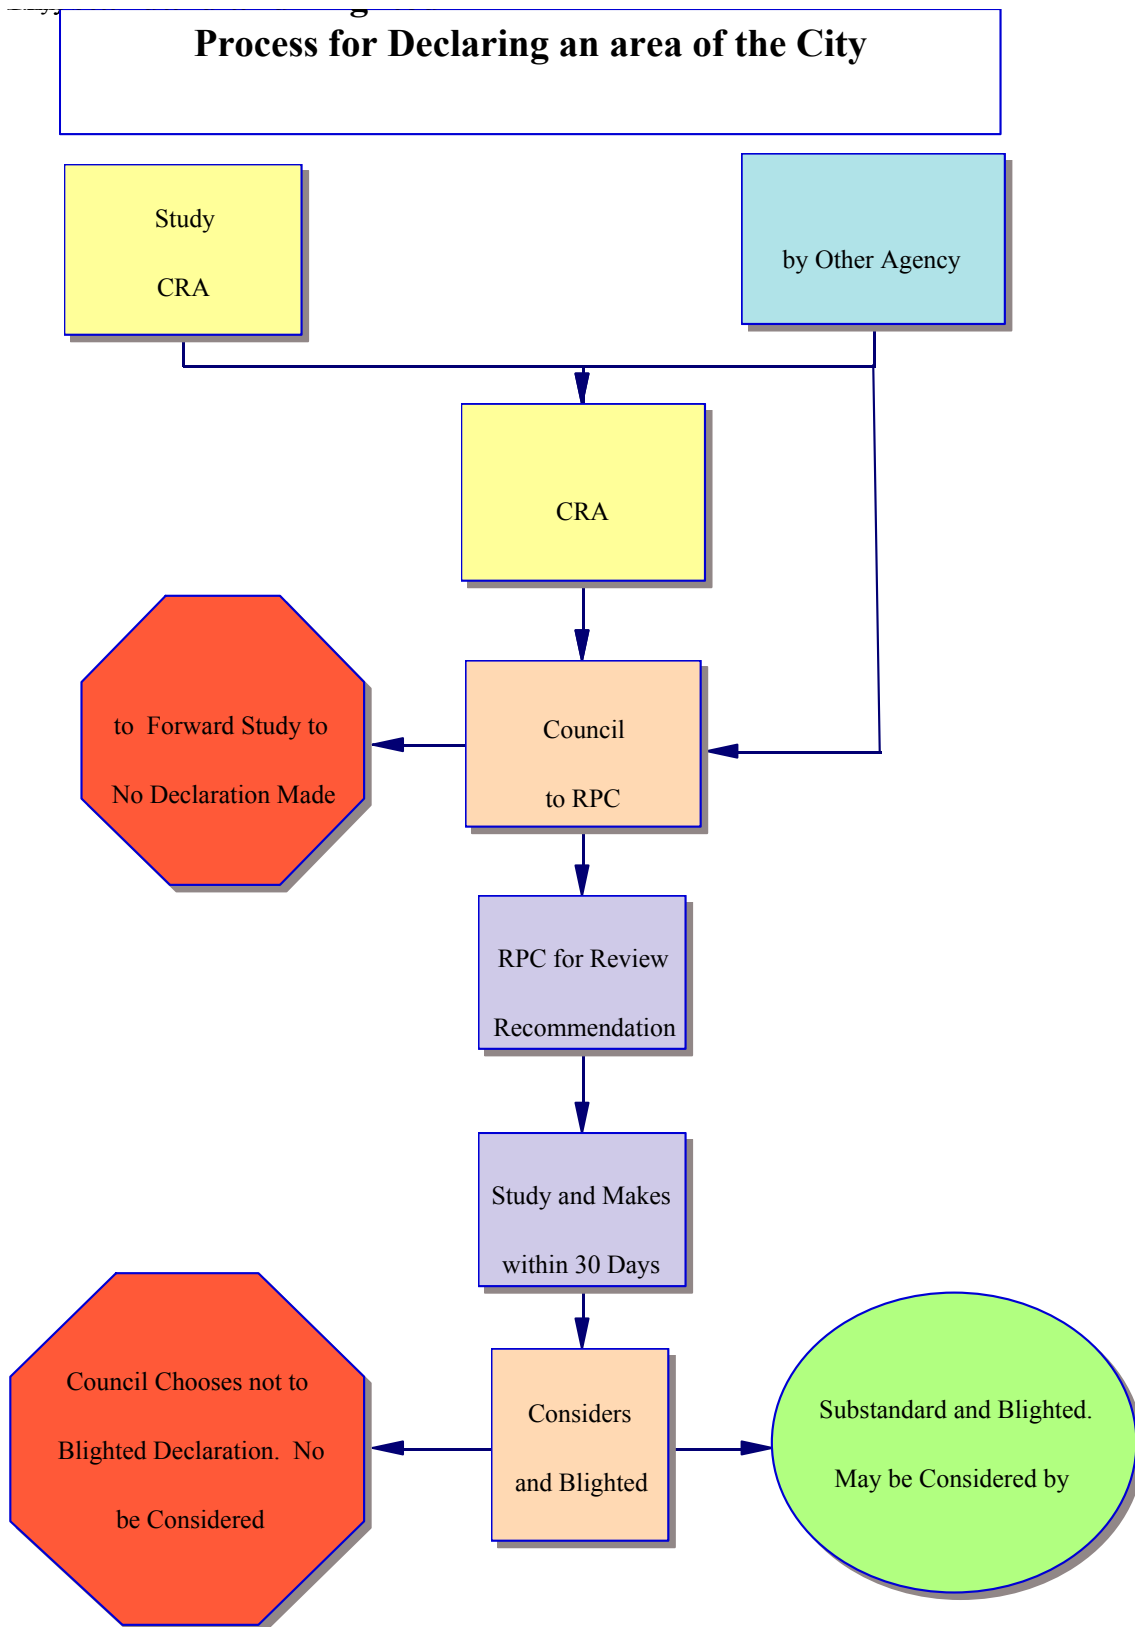 Process for Declaring an area of the City
Study
CRA
by Other Agency
CRA
to Forward Study to
No Declaration Made
Council
to RPC
RPC for Review
Recommendation
Study and Makes
within 30 Days
Council Chooses not to
Blighted Declaration. No
be Considered
Considers
and Blighted
Substandard and Blighted.
May be Considered by